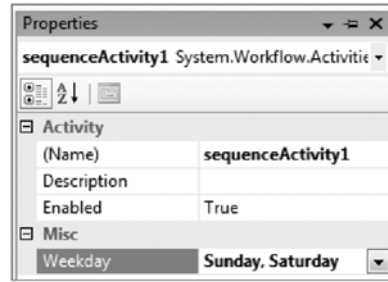 Properties
sequenceActivity1 System.Workflow.Activitie
Activity
(Name) sequenceActivity1
Description
Enabled True
Misc
Weekday Sunday, Saturday